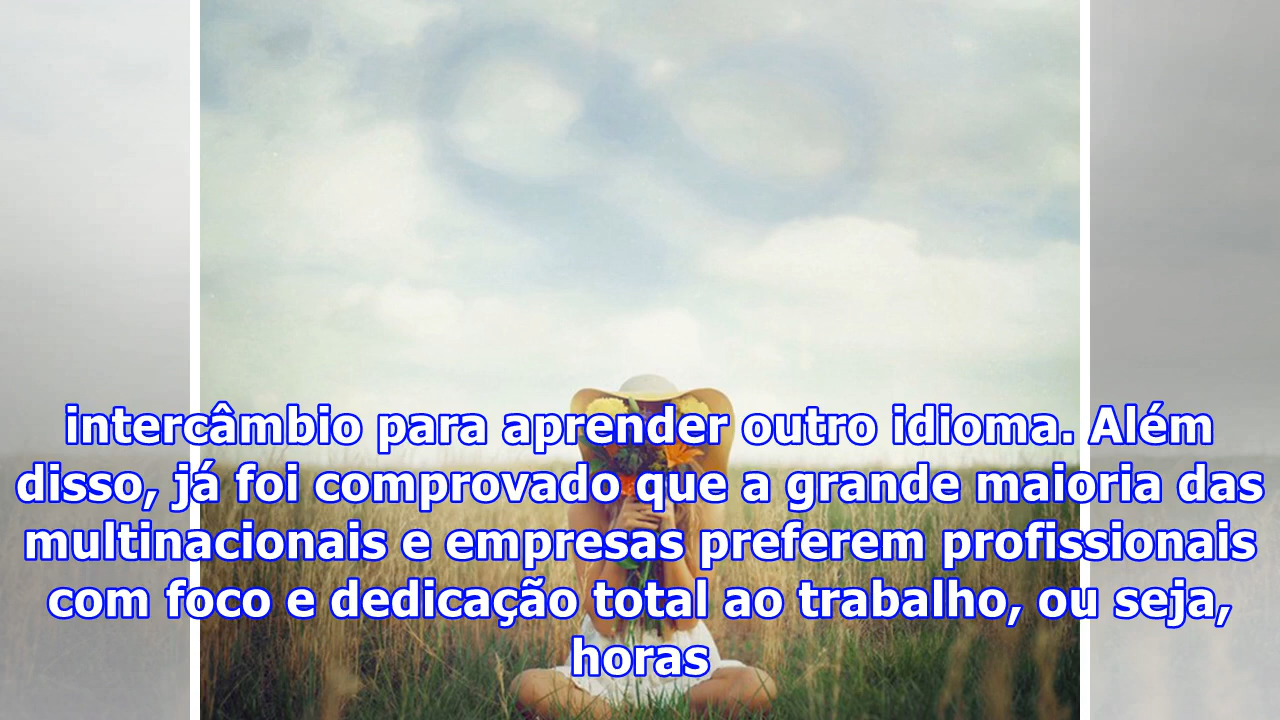 intercâmbio para aprender outro idioma. Além
disso, já foi comprovado que a grande maioria das
multinacionais e empresas preferem profissionais
com foco e dedicação total ao trabalho, ou seja,
horas